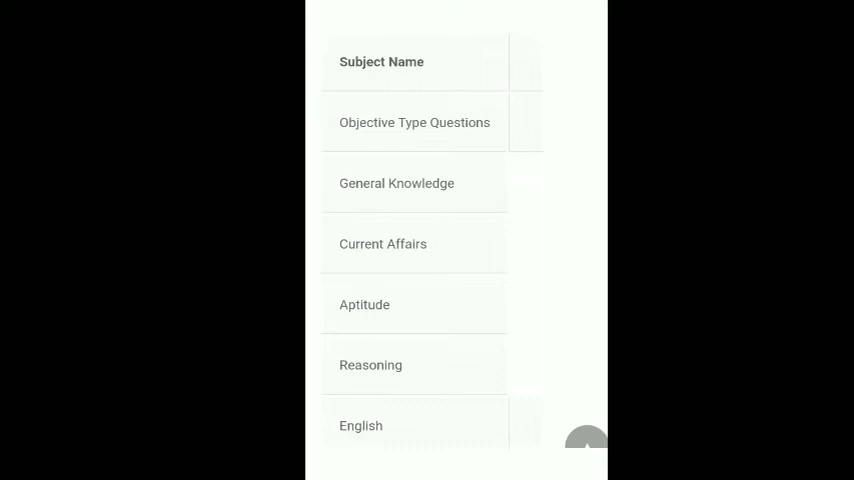 Subject Name
Objective Type Questions
General Knowledge
Current Affairs
Aptitude
Reasoning
English